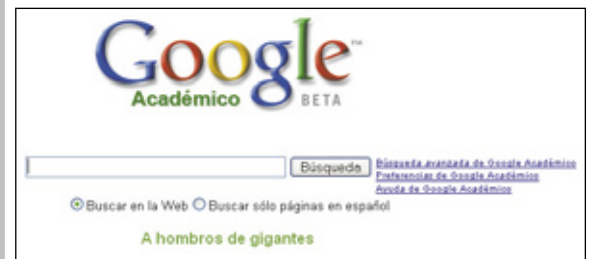 Google™
Académico BETA
Búsqueda
Búsqueda avanzada de Google Académico
Preferencias de Google Académico
Ayuda de Google Académico
Buscar en la Web Buscar sólo páginas en español
A hombros de gigantes